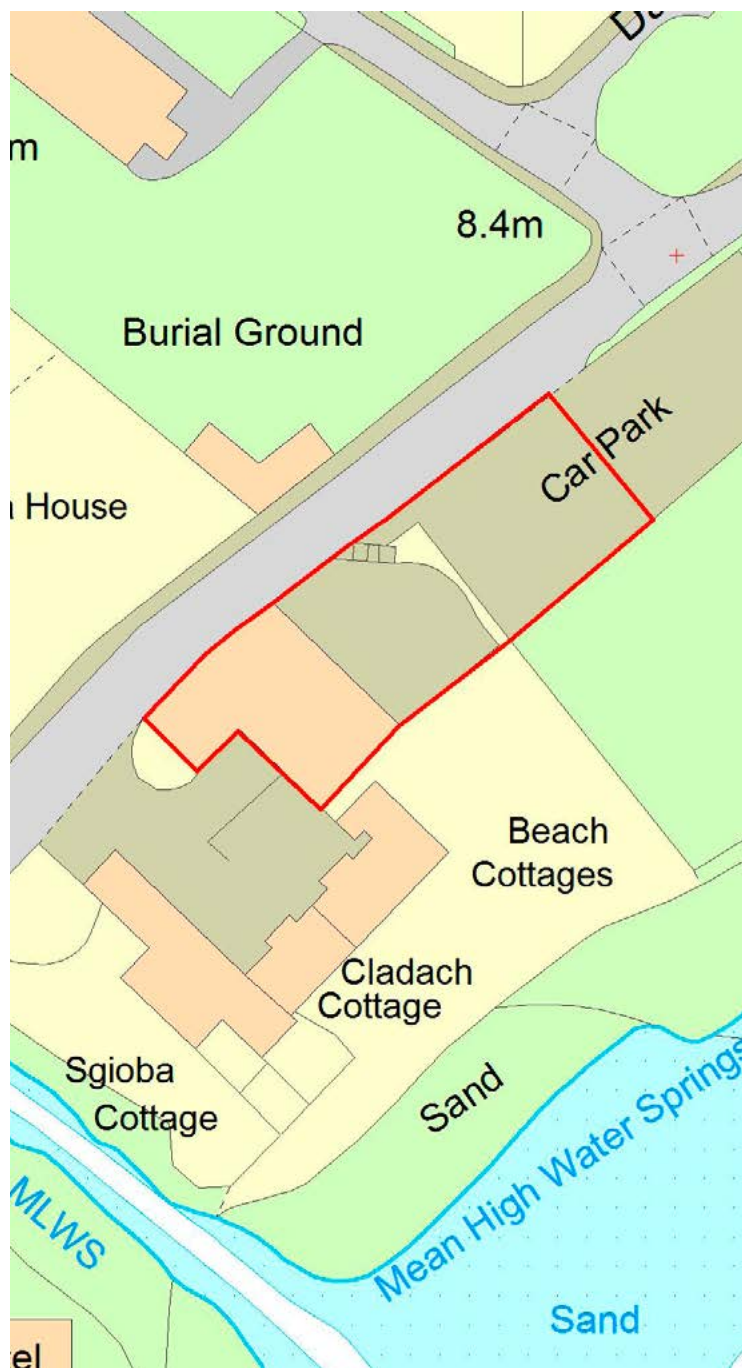 m
8.4m
Burial Ground
Car Park
House
Beach
Cottages
Cladach
Cottage
Sgioba
Cottage
Sand
Mean High Water Springs
MLWS
Sand